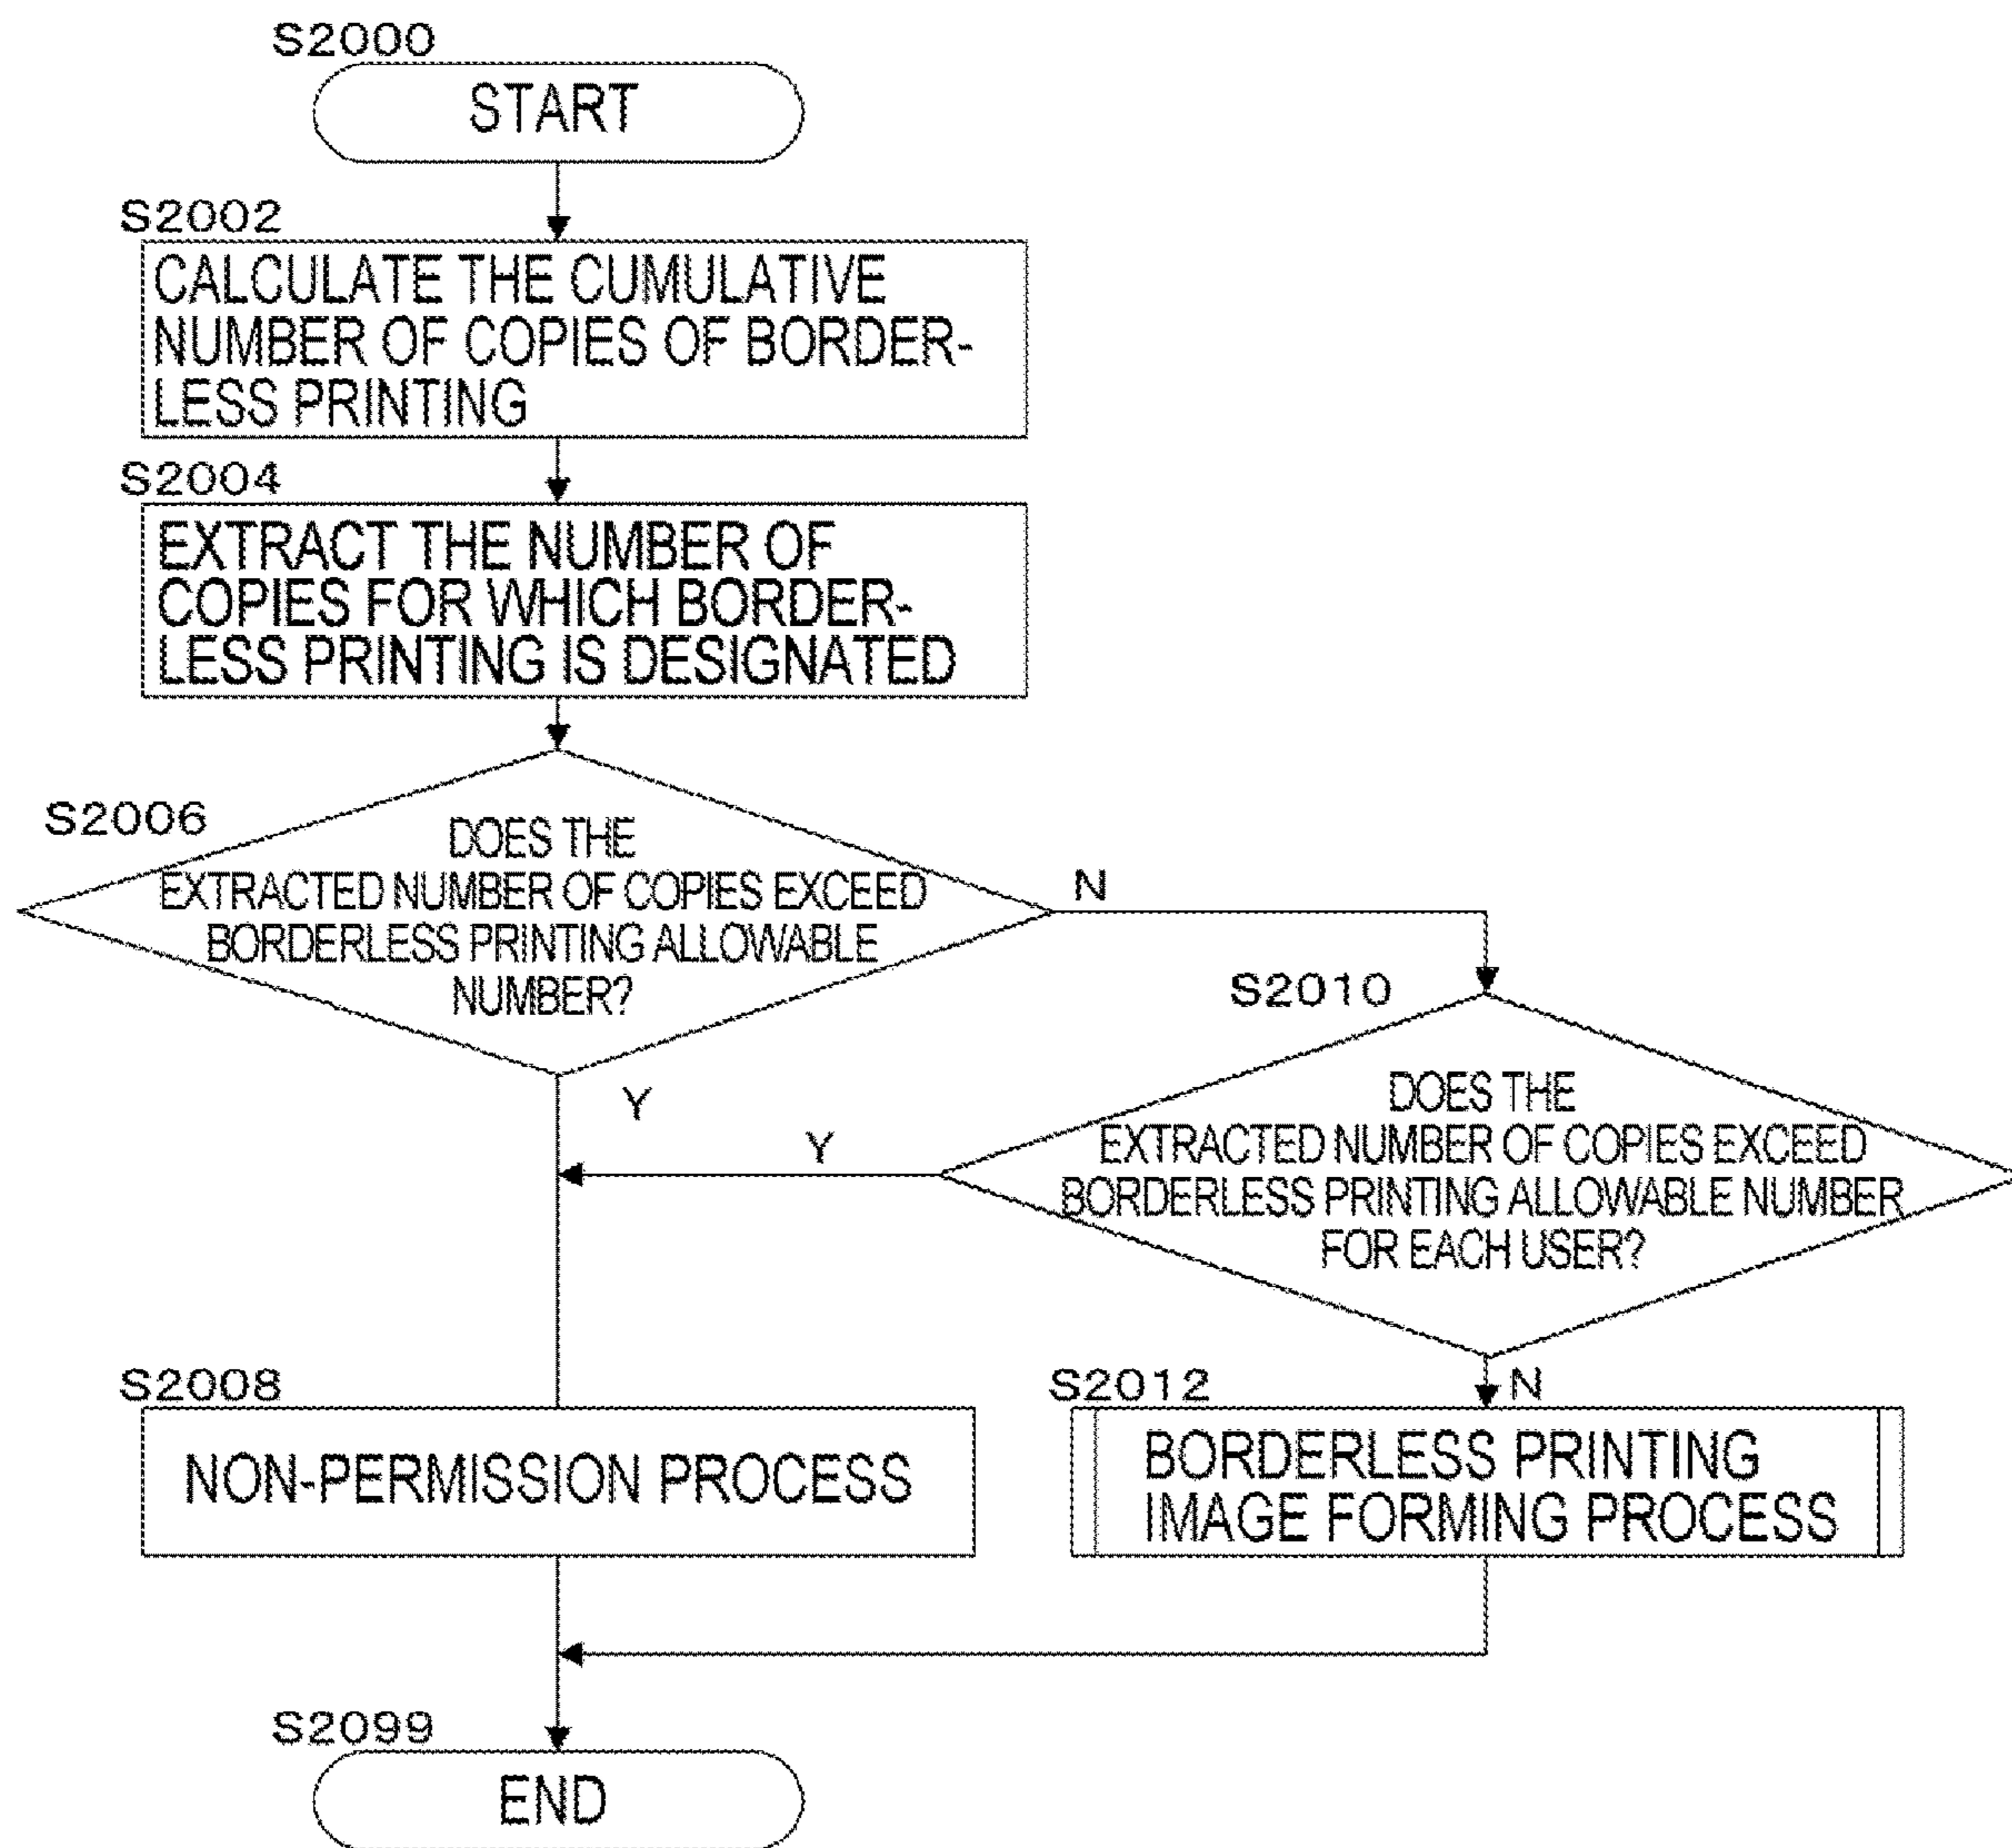 S2000
START
S2002
CALCULATE THE CUMULATIVE
NUMBER OF COPIES OF BORDER-
LESS PRINTING
S2004
EXTRACT THE NUMBER OF
COPIES FOR WHICH BORDER-
LESS PRINTING IS DESIGNATED
S2006
DOES THE
EXTRACTED NUMBER OF COPIES EXCEED
BORDERLESS PRINTING ALLOWABLE
NUMBER?
N
Y
S2010
DOES THE
EXTRACTED NUMBER OF COPIES EXCEED
BORDERLESS PRINTING ALLOWABLE NUMBER
FOR EACH USER?
Y
N
S2008
NON-PERMISSION PROCESS
S2012
BORDERLESS PRINTING
IMAGE FORMING PROCESS
S2099
END